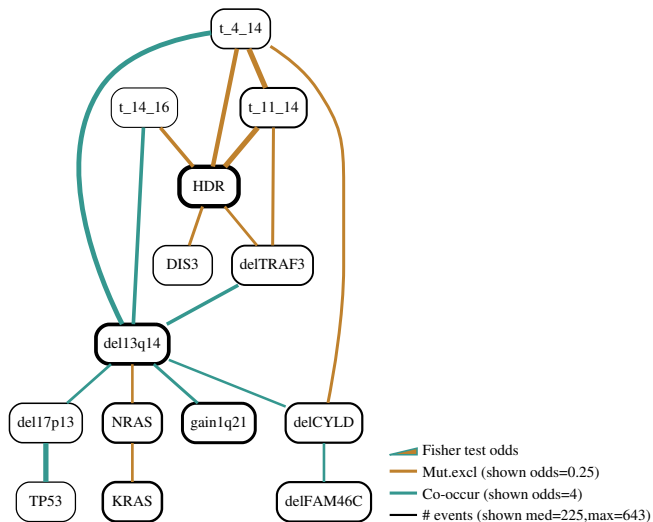 t_4_14
t_14_16
t_11_14
HDR
DIS3
delTRAF3
del13q14
del17p13
NRAS
gain1q21
delCYLD
TP53
KRAS
delFAM46C
Fisher test odds
Mut.excl (shown odds=0.25)
Co-occur (shown odds=4)
# events (shown med=225,max=643)